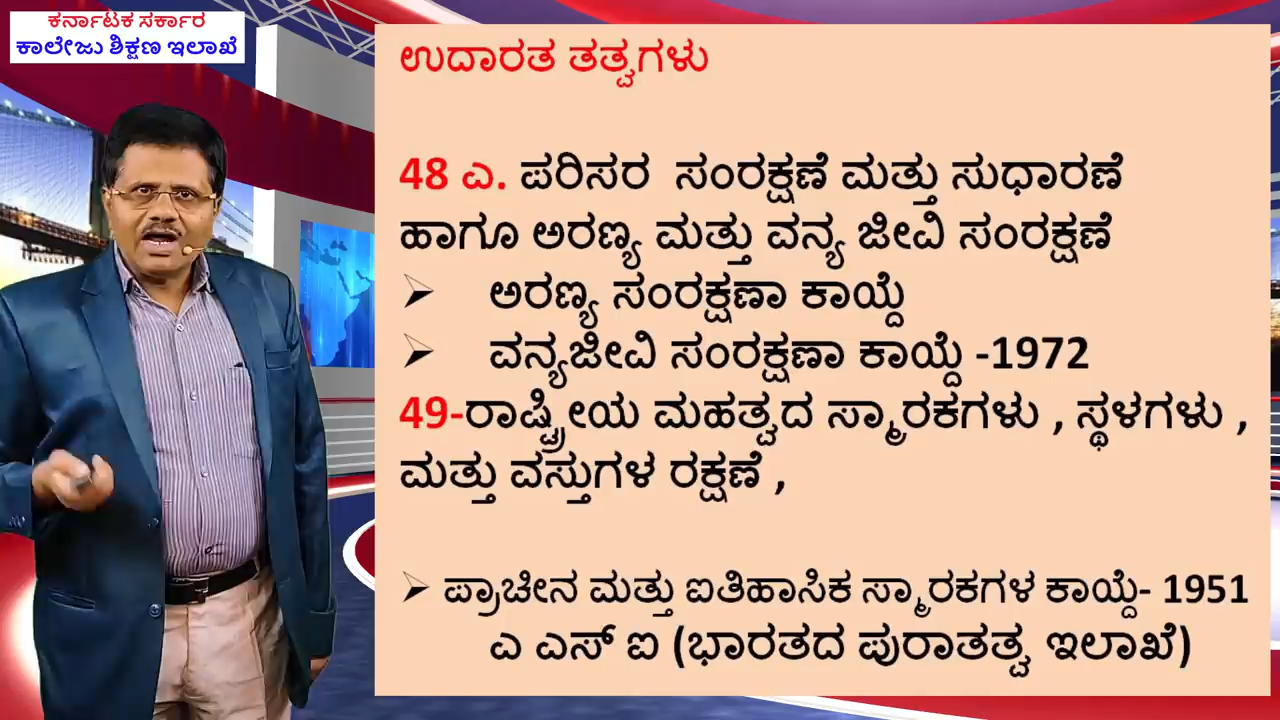 ಕರ್ನಾಟಕ ಸರ್ಕಾರ
ಕಾಲೇಜು ಶಿಕ್ಷಣ ಇಲಾಖೆ
ಉದಾರತ ತತ್ವಗಳು
48 ಎ. ಪರಿಸರ ಸಂರಕ್ಷಣೆ ಮತ್ತು ಸುಧಾರಣೆ
ಹಾಗೂ ಅರಣ್ಯ ಮತ್ತು ವನ್ಯ ಜೀವಿ ಸಂರಕ್ಷಣೆ
➢ ಅರಣ್ಯ ಸಂರಕ್ಷಣಾ ಕಾಯ್ದೆ
➢ ವನ್ಯಜೀವಿ ಸಂರಕ್ಷಣಾ ಕಾಯ್ದೆ -1972
49-ರಾಷ್ಟ್ರೀಯ ಮಹತ್ವದ ಸ್ಮಾರಕಗಳು , ಸ್ಥಳಗಳು ,
ಮತ್ತು ವಸ್ತುಗಳ ರಕ್ಷಣೆ ,
➢ ಪ್ರಾಚೀನ ಮತ್ತು ಐತಿಹಾಸಿಕ ಸ್ಮಾರಕಗಳ ಕಾಯ್ದೆ- 1951
ಎ ಎಸ್ ಐ (ಭಾರತದ ಪುರಾತತ್ವ ಇಲಾಖೆ)